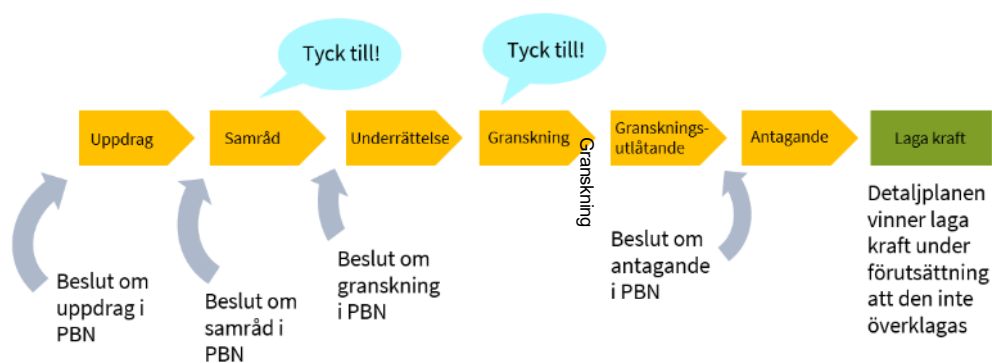 Tyck till!
Tyck till!
Uppdrag
Samråd
Underrättelse
Granskning
Granskning
Gransknings-
utlåtande
Antagande
Laga kraft
Beslut om
uppdrag i
PBN
Beslut om
samråd i
PBN
Beslut om
granskning
i PBN
Beslut om
antagande
i PBN
Detaljplanen
vinner laga
kraft under
förutsättning
att den inte
överklagas